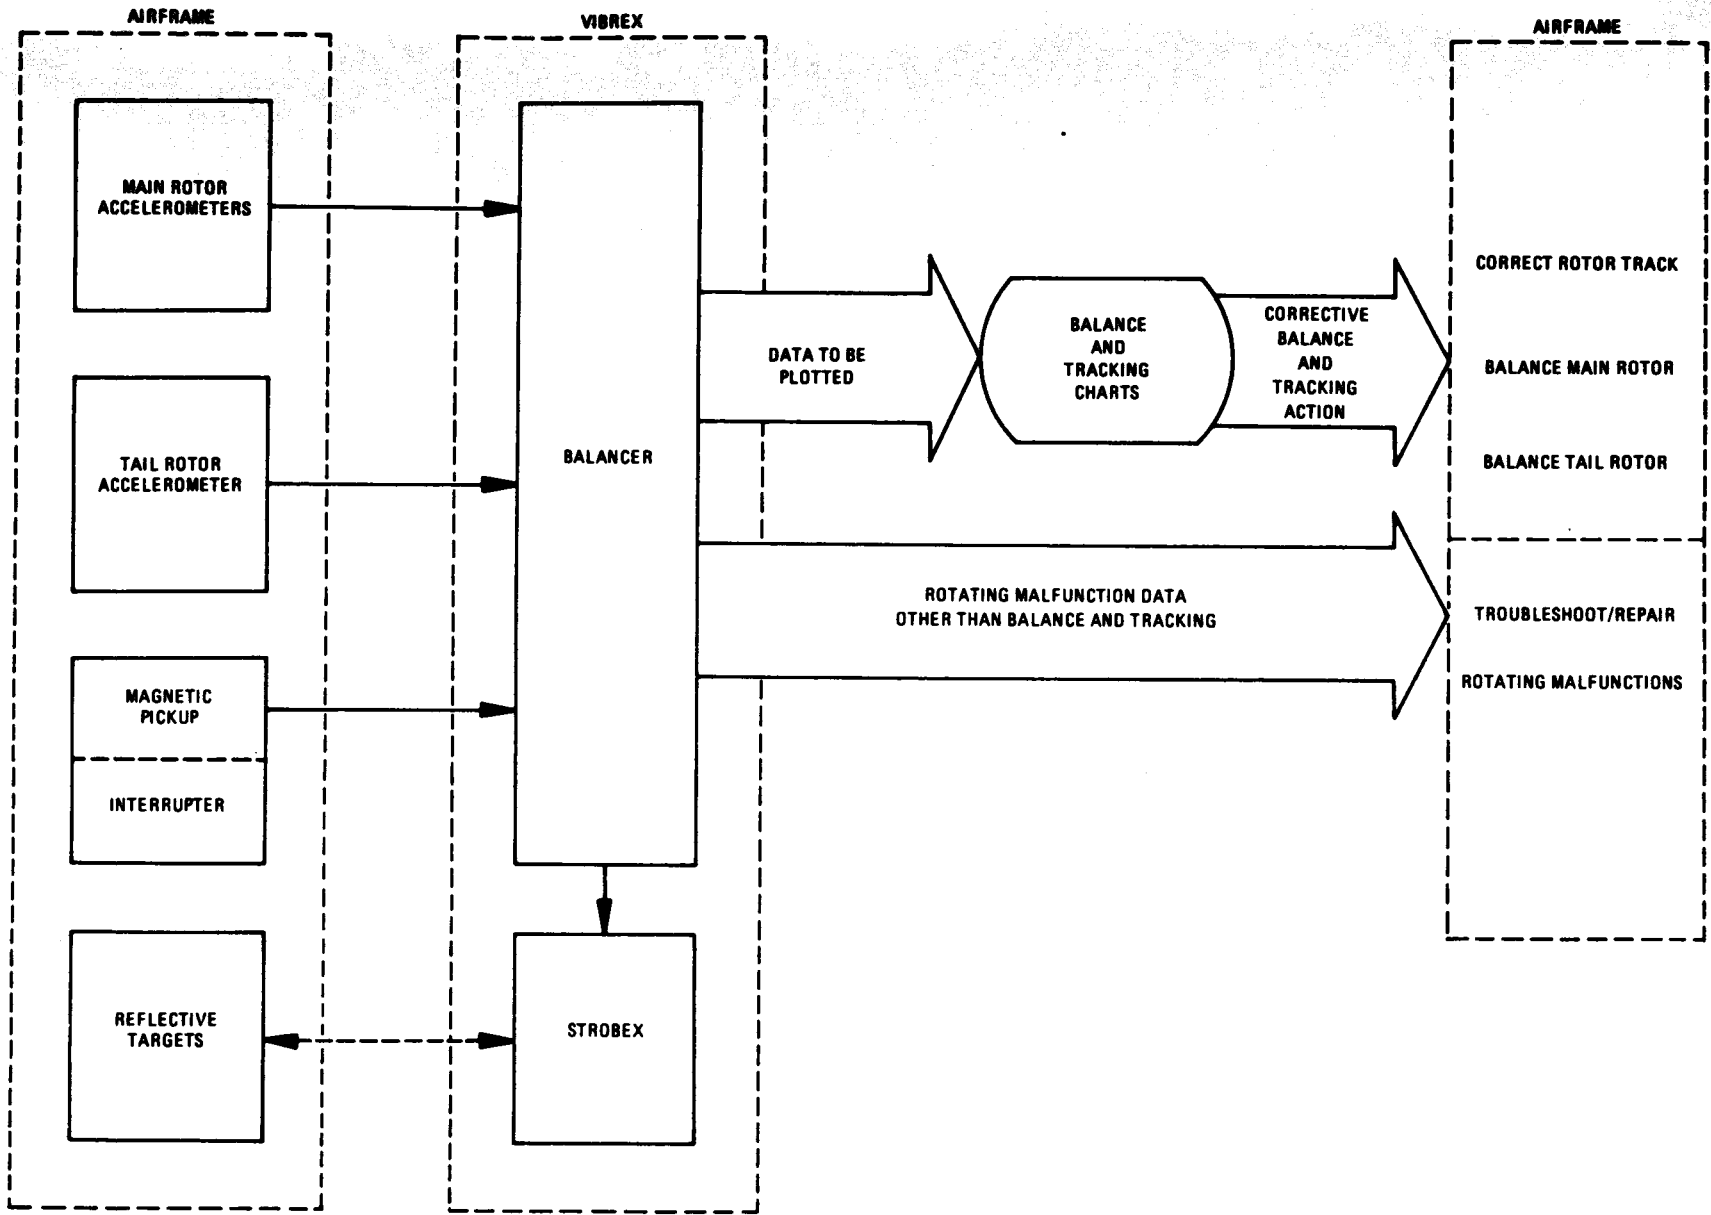 AIRFRAME
VIBREX
AIRFRAME
MAIN ROTOR
ACCELEROMETERS
TAIL ROTOR
ACCELEROMETER
MAGNETIC
PICKUP
INTERRUPTER
REFLECTIVE
TARGETS
BALANCER
STROBEX
DATA TO BE
PLOTTED
BALANCE
AND
TRACKING
CHARTS
CORRECTIVE
BALANCE
AND
TRACKING
ACTION
ROTATING MALFUNCTION DATA
OTHER THAN BALANCE AND TRACKING
CORRECT ROTOR TRACK
BALANCE MAIN ROTOR
BALANCE TAIL ROTOR
TROUBLESHOOT/REPAIR
ROTATING MALFUNCTIONS